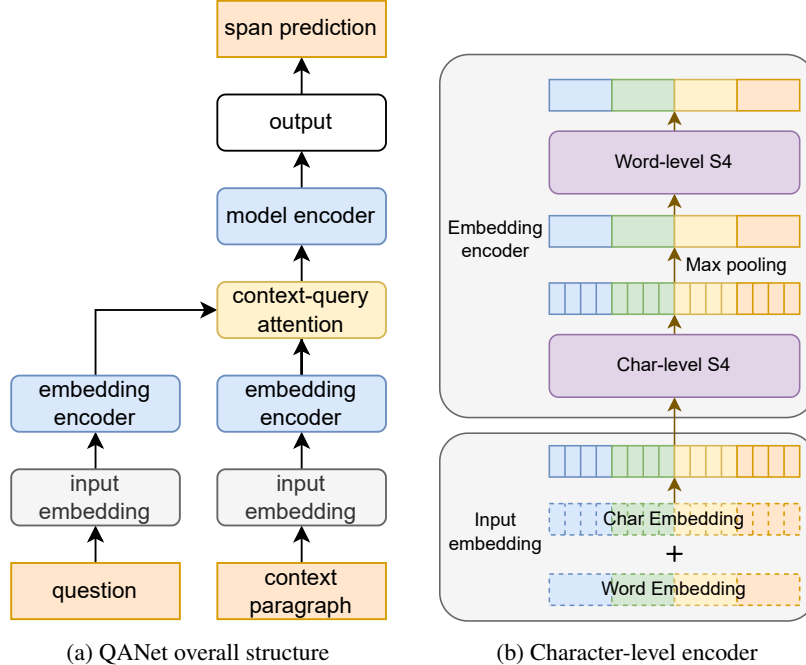 span prediction
output
model encoder
context-query
attention
embedding
encoder
embedding
encoder
input
embedding
input
embedding
question
context
paragraph
(a) QANet overall structure
Word-level S4
Embedding
encoder
Max pooling
Char-level S4
Input
embedding
Char Embedding
+
Word Embedding
(b) Character-level encoder